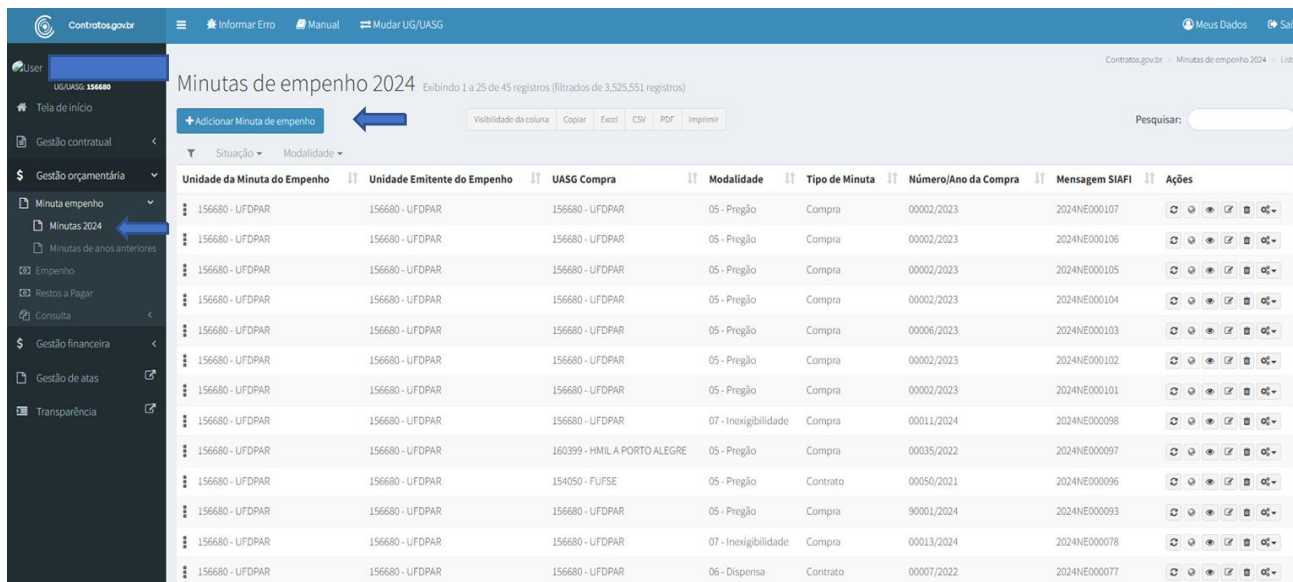 Contratos.gov.br
Informar Erro Manual Mudar UG/UASG
Meus Dados Sai
User
UG/UASG: 156680
Tela de início
Gestão contratual
Gestão orçamentária
Minuta empenho
Minutas 2024
Minutas de anos anteriores
Empenho
Restos a Pagar
Consulta
Gestão financeira
Gestão de atas
Transparência
Contratos.gov.br Minutas de empenho 2024 List
Minutas de empenho 2024 Exibindo 1 a 25 de 45 registros (filtrados de 3,525,551 registros)
+ Adicionar Minuta de empenho
Visibilidade da coluna Copiar Excel CSV PDF Imprimir
Pesquisar:
Situação Modalidade
Unidade da Minuta do Empenho Unidade Emitente do Empenho UASG Compra Modalidade Tipo de Minuta Número/Ano da Compra Mensagem SIAFI Ações
156680 - UFDPAR 156680 - UFDPAR 156680 - UFDPAR 05 - Pregão Compra 00002/2023 2024NE000107
156680 - UFDPAR 156680 - UFDPAR 156680 - UFDPAR 05 - Pregão Compra 00002/2023 2024NE000106
156680 - UFDPAR 156680 - UFDPAR 156680 - UFDPAR 05 - Pregão Compra 00002/2023 2024NE000105
156680 - UFDPAR 156680 - UFDPAR 156680 - UFDPAR 05 - Pregão Compra 00002/2023 2024NE000104
156680 - UFDPAR 156680 - UFDPAR 156680 - UFDPAR 05 - Pregão Compra 00006/2023 2024NE000103
156680 - UFDPAR 156680 - UFDPAR 156680 - UFDPAR 05 - Pregão Compra 00002/2023 2024NE000102
156680 - UFDPAR 156680 - UFDPAR 156680 - UFDPAR 05 - Pregão Compra 00002/2023 2024NE000101
156680 - UFDPAR 156680 - UFDPAR 156680 - UFDPAR 07 - Inexigibilidade Compra 00011/2024 2024NE000098
156680 - UFDPAR 156680 - UFDPAR 160399 - HMIL A PORTO ALEGRE 05 - Pregão Compra 00035/2022 2024NE000097
156680 - UFDPAR 156680 - UFDPAR 154050 - FUFSE 05 - Pregão Contrato 00050/2021 2024NE000096
156680 - UFDPAR 156680 - UFDPAR 156680 - UFDPAR 05 - Pregão Compra 90001/2024 2024NE000093
156680 - UFDPAR 156680 - UFDPAR 156680 - UFDPAR 07 - Inexigibilidade Compra 00013/2024 2024NE000078
156680 - UFDPAR 156680 - UFDPAR 156680 - UFDPAR 06 - Dispensa Contrato 00007/2022 2024NE000077